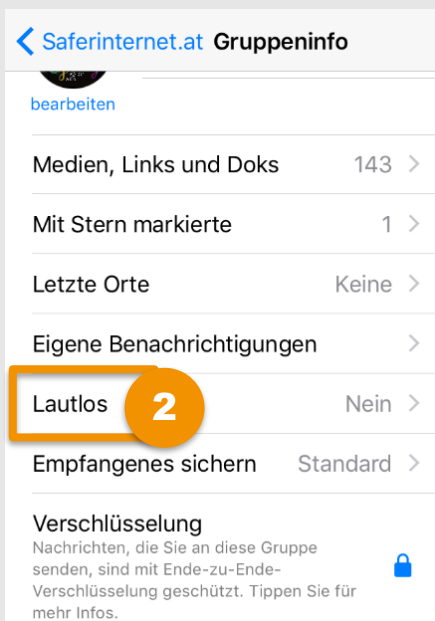 Saferinternet.at Gruppeninfo
bearbeiten
Medien, Links und Doks 143
Mit Stern markierte 1
Letzte Orte Keine
Eigene Benachrichtigungen
Lautlos 2 Nein
Empfangenes sichern Standard
Verschlüsselung
Nachrichten, die Sie an diese Gruppe
senden, sind mit Ende-zu-Ende-
Verschlüsselung geschützt. Tippen Sie für
mehr Infos.